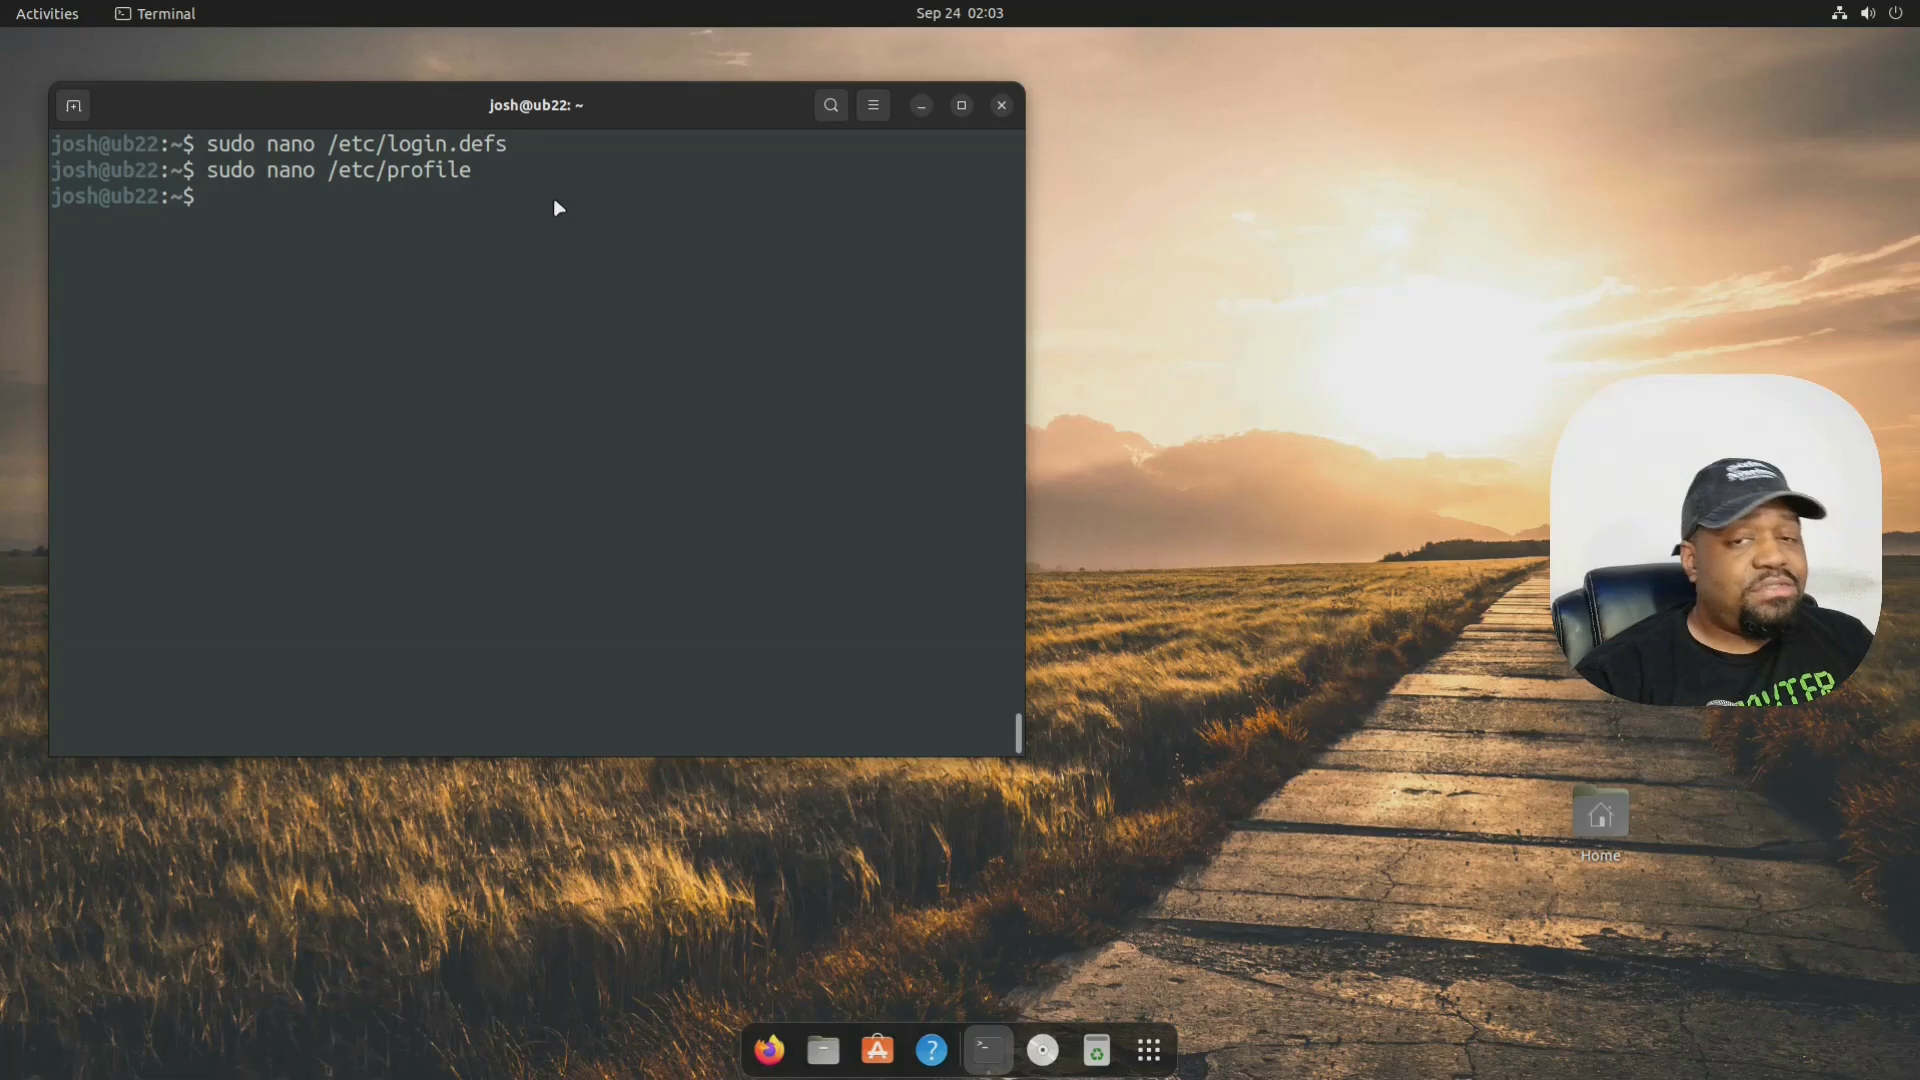 Activities
Terminal
Sep 24 02:03
josh@ub22: ~
josh@ub22:~$ sudo nano /etc/login.defs
josh@ub22:~$ sudo nano /etc/profile
josh@ub22:~$
Home